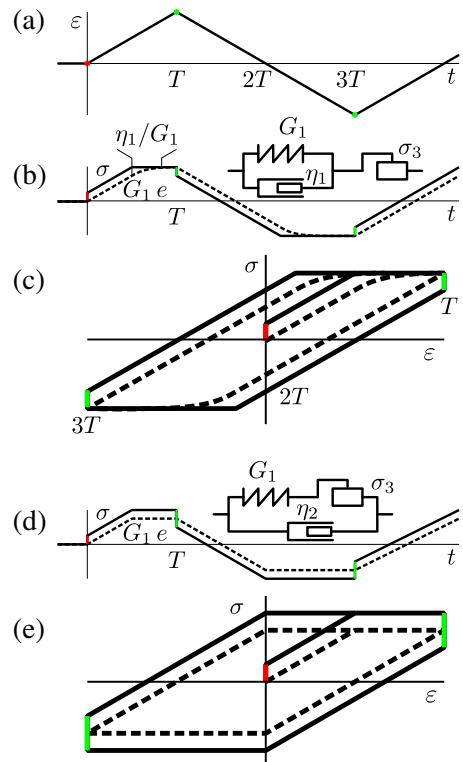 (a) ε
T 2T 3T t
η₁/G₁ G₁
(b) σ η₁ σ₃
G₁ e T t
(c) σ
T
ε
3T 2T
G₁ σ₃
(d) σ η₂
G₁ e T t
(e) σ
ε